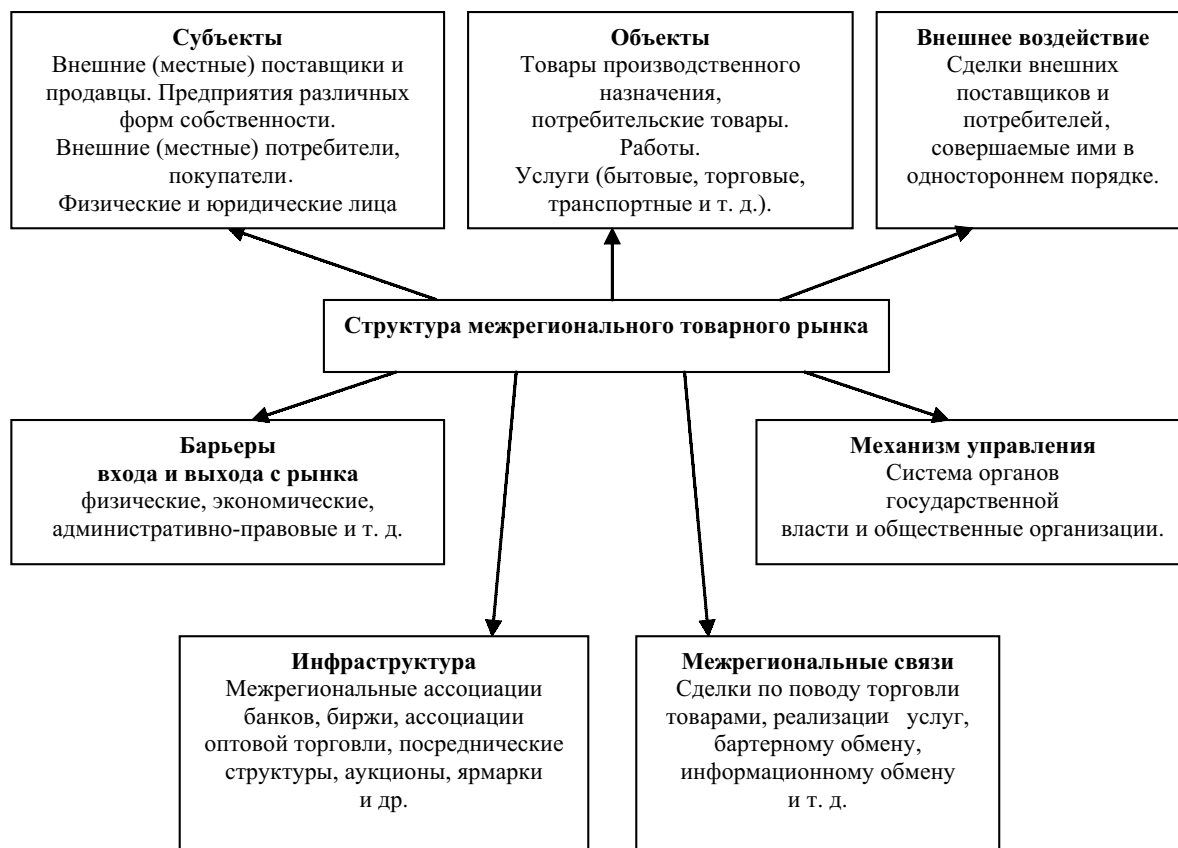 Субъекты
Внешние (местные) поставщики и
продавцы. Предприятия различных
форм собственности.
Внешние (местные) потребители,
покупатели.
Физические и юридические лица
Объекты
Товары производственного
назначения,
потребительские товары.
Работы.
Услуги (бытовые, торговые,
транспортные и т. д.).
Внешнее воздействие
Сделки внешних
поставщиков и
потребителей,
совершаемые ими в
одностороннем порядке.
Структура межрегионального товарного рынка
Барьеры
входа и выхода с рынка
физические, экономические,
административно-правовые и т. д.
Механизм управления
Система органов
государственной
власти и общественные организации.
Инфраструктура
Межрегиональные ассоциации
банков, биржи, ассоциации
оптовой торговли, посреднические
структуры, аукционы, ярмарки
и др.
Межрегиональные связи
Сделки по поводу торговли
товарами, реализации услуг,
бартерному обмену,
информационному обмену
и т. д.